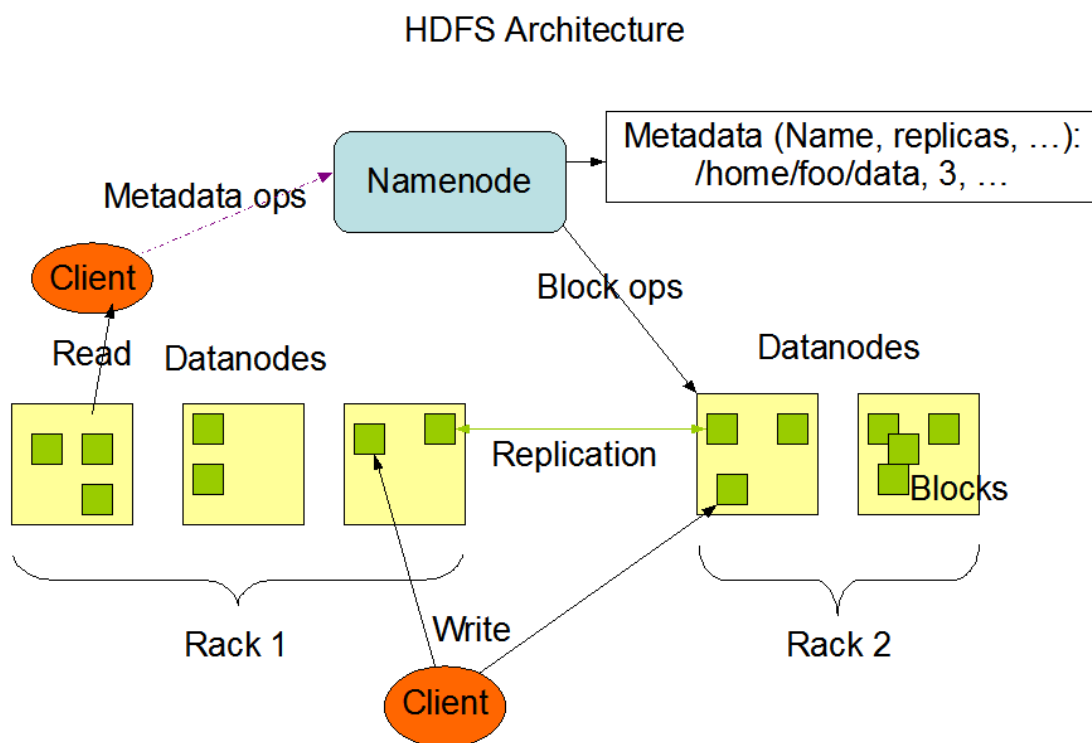 HDFS Architecture
Metadata (Name, replicas, …):
/home/foo/data, 3, …
Namenode
Metadata ops
Client
Block ops
Read
Datanodes
Datanodes
Replication
Blocks
Rack 1
Write
Rack 2
Client